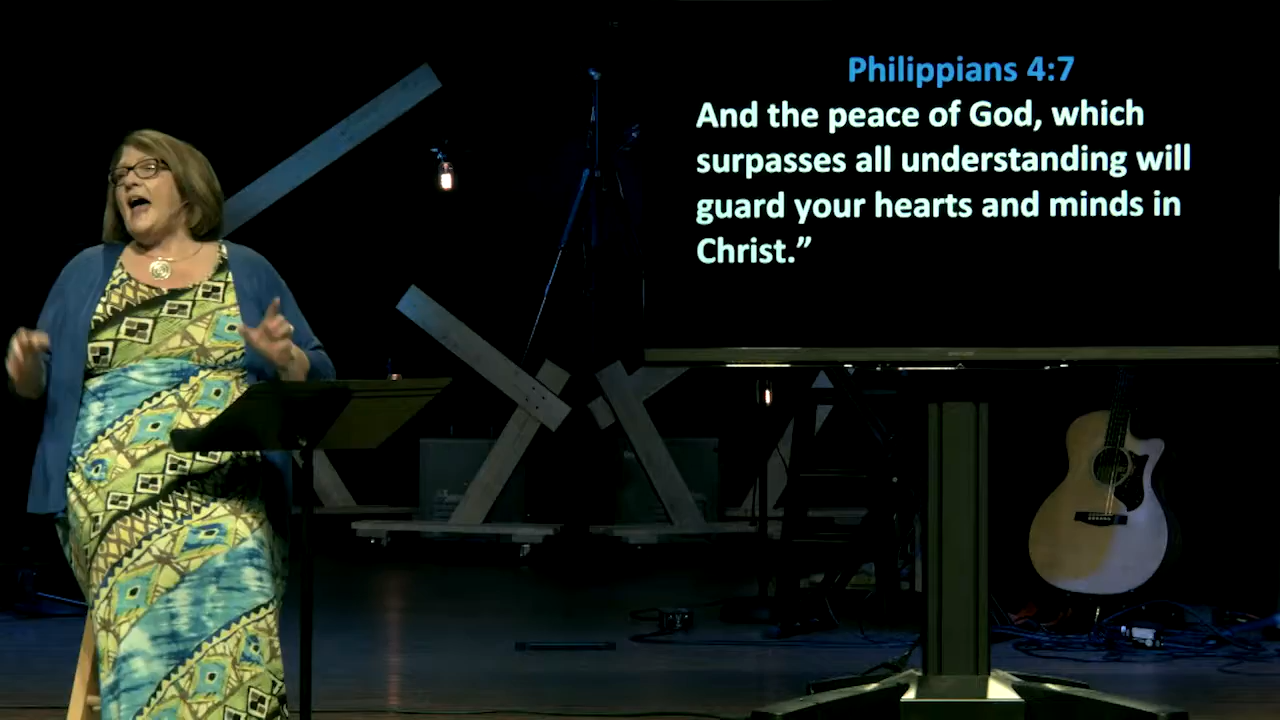 Philippians 4:7
And the peace of God, which
surpasses all understanding will
guard your hearts and minds in
Christ.”